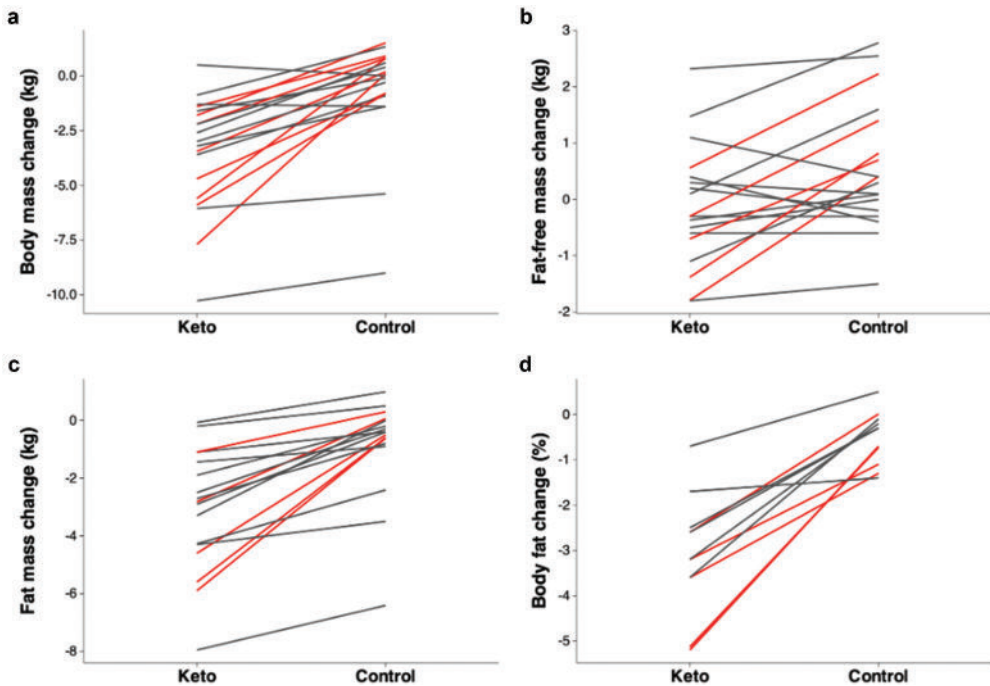 a
Body mass change (kg)
0.0
-2.5
-5.0
-7.5
-10.0
Keto Control
b
Fat-free mass change (kg)
3
2
1
0
-1
-2
Keto Control
c
Fat mass change (kg)
0
-2
-4
-6
-8
Keto Control
d
Body fat change (%)
0
-1
-2
-3
-4
-5
Keto Control